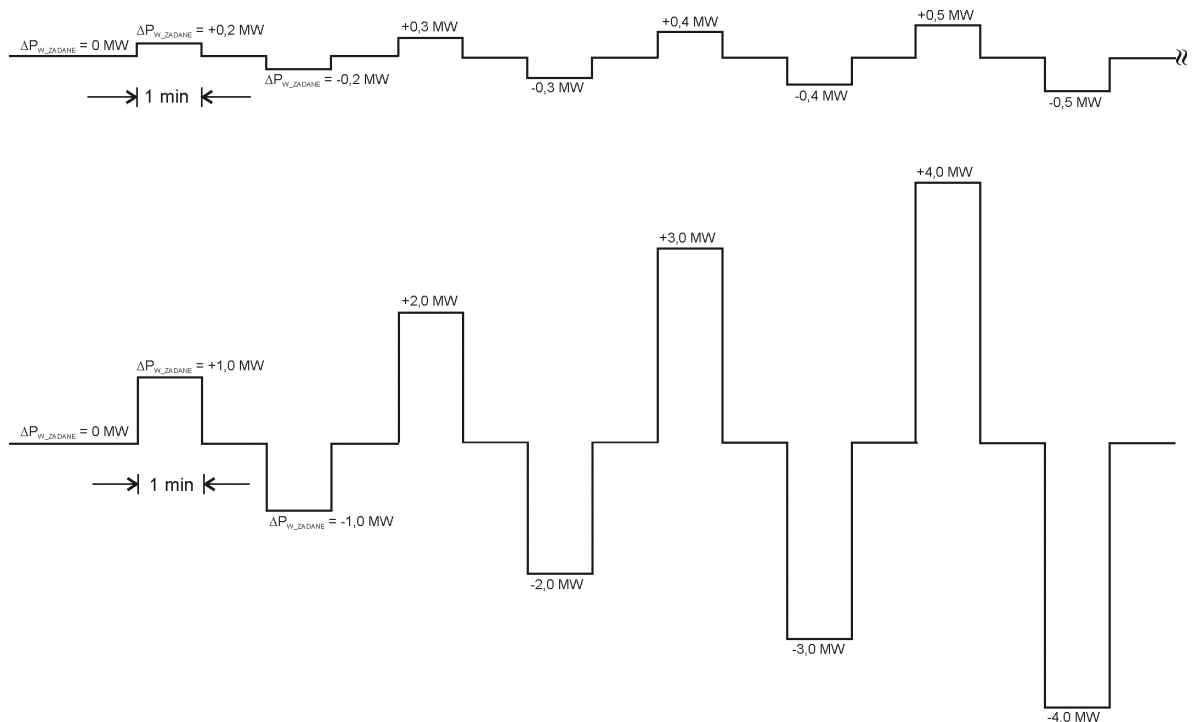 ΔP_W_ZADANE = 0 MW
ΔP_W_ZADANE = +0,2 MW
ΔP_W_ZADANE = -0,2 MW
+0,3 MW
-0,3 MW
+0,4 MW
-0,4 MW
+0,5 MW
-0,5 MW
1 min
ΔP_W_ZADANE = 0 MW
ΔP_W_ZADANE = +1,0 MW
ΔP_W_ZADANE = -1,0 MW
+2,0 MW
-2,0 MW
+3,0 MW
-3,0 MW
+4,0 MW
-4.0 MW
1 min